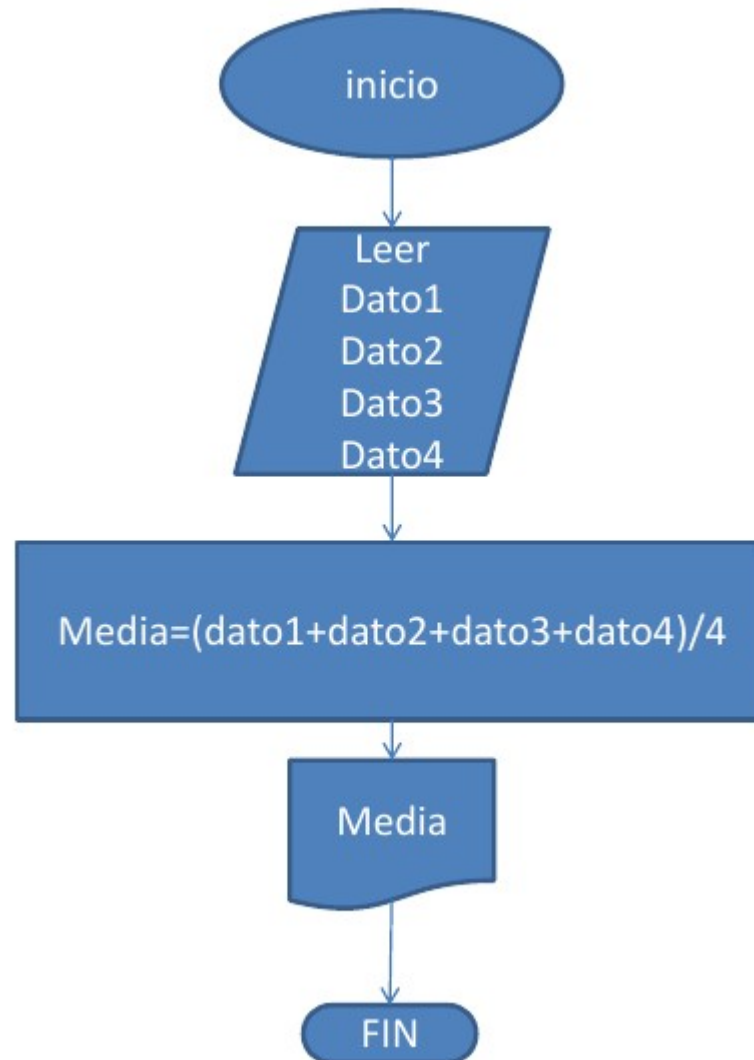 inicio
Leer
Dato1
Dato2
Dato3
Dato4
Media=(dato1+dato2+dato3+dato4)/4
Media
FIN